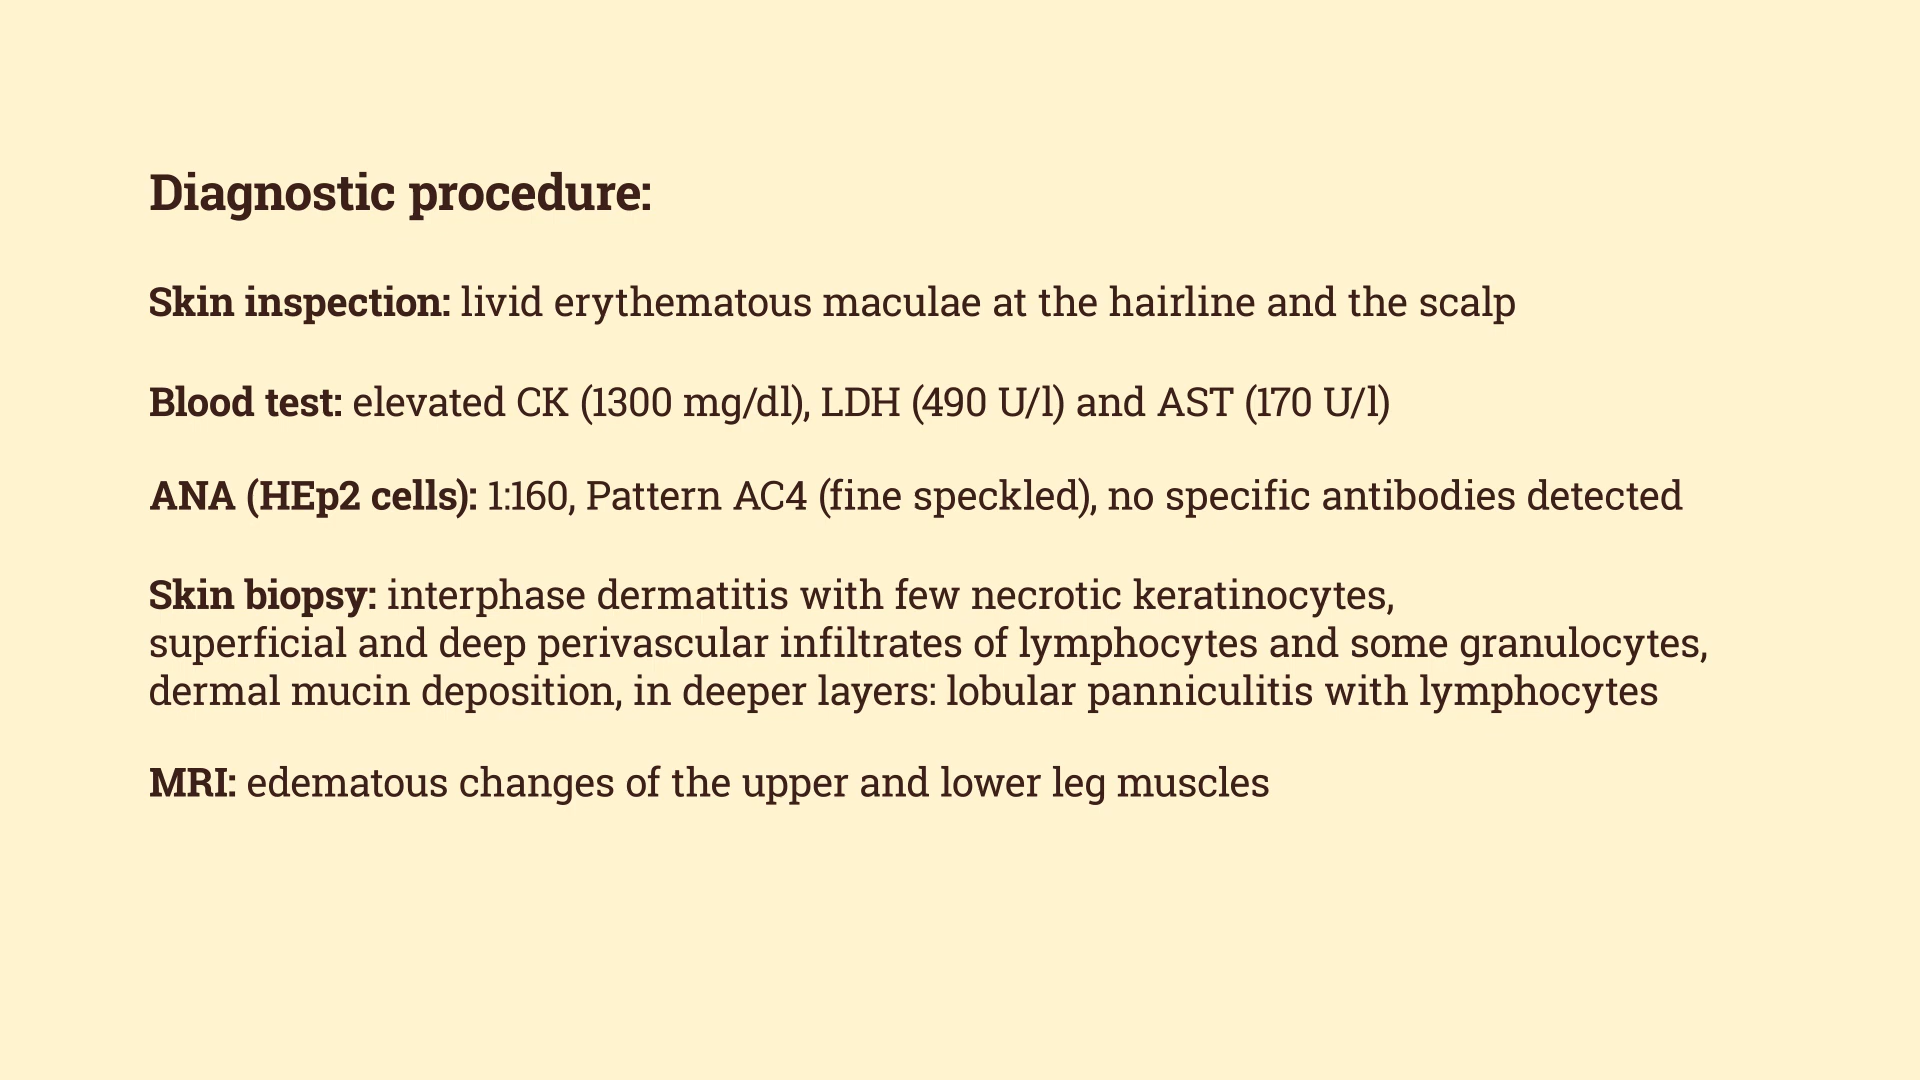 Diagnostic procedure:
Skin inspection: livid erythematous maculae at the hairline and the scalp
Blood test: elevated CK (1300 mg/dl), LDH (490 U/l) and AST (170 U/l)
ANA (HEp2 cells): 1:160, Pattern AC4 (fine speckled), no specific antibodies detected
Skin biopsy: interphase dermatitis with few necrotic keratinocytes,
superficial and deep perivascular infiltrates of lymphocytes and some granulocytes,
dermal mucin deposition, in deeper layers: lobular panniculitis with lymphocytes
MRI: edematous changes of the upper and lower leg muscles